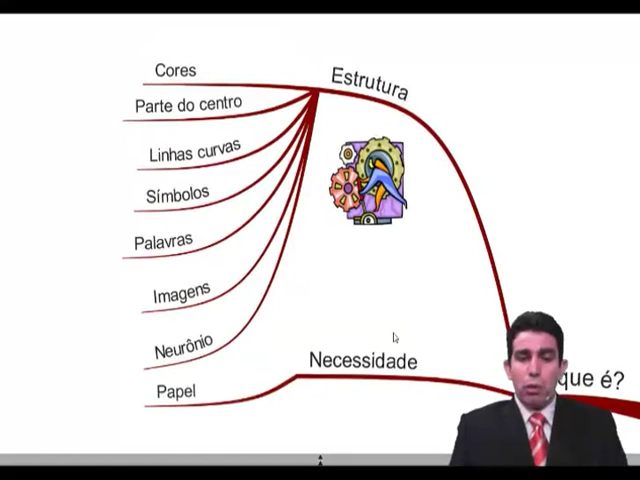 Cores
Estrutura
Parte do centro
Linhas curvas
Símbolos
Palavras
Imagens
Neurônio
Necessidade
que é?
Papel